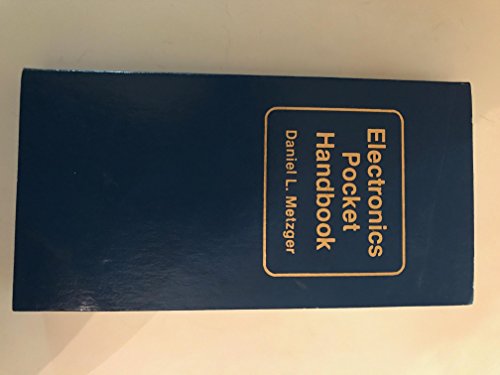 Electronics
Pocket
Handbook
Daniel L. Metzger